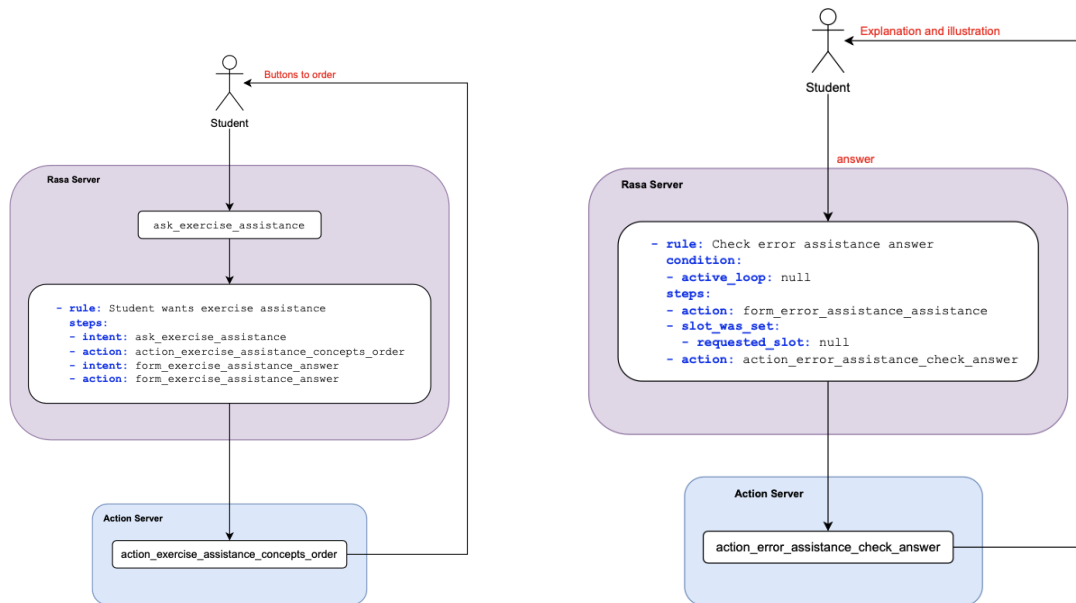 Buttons to order
Student
Rasa Server
ask_exercise_assistance
- rule: Student wants exercise assistance
steps:
- intent: ask_exercise_assistance
- action: action_exercise_assistance_concepts_order
- intent: form_exercise_assistance_answer
- action: form_exercise_assistance_answer
Action Server
action_exercise_assistance_concepts_order
Explanation and illustration
Student
answer
Rasa Server
- rule: Check error assistance answer
condition:
- active_loop: null
steps:
- action: form_error_assistance_assistance
- slot_was_set:
- requested_slot: null
- action: action_error_assistance_check_answer
Action Server
action_error_assistance_check_answer